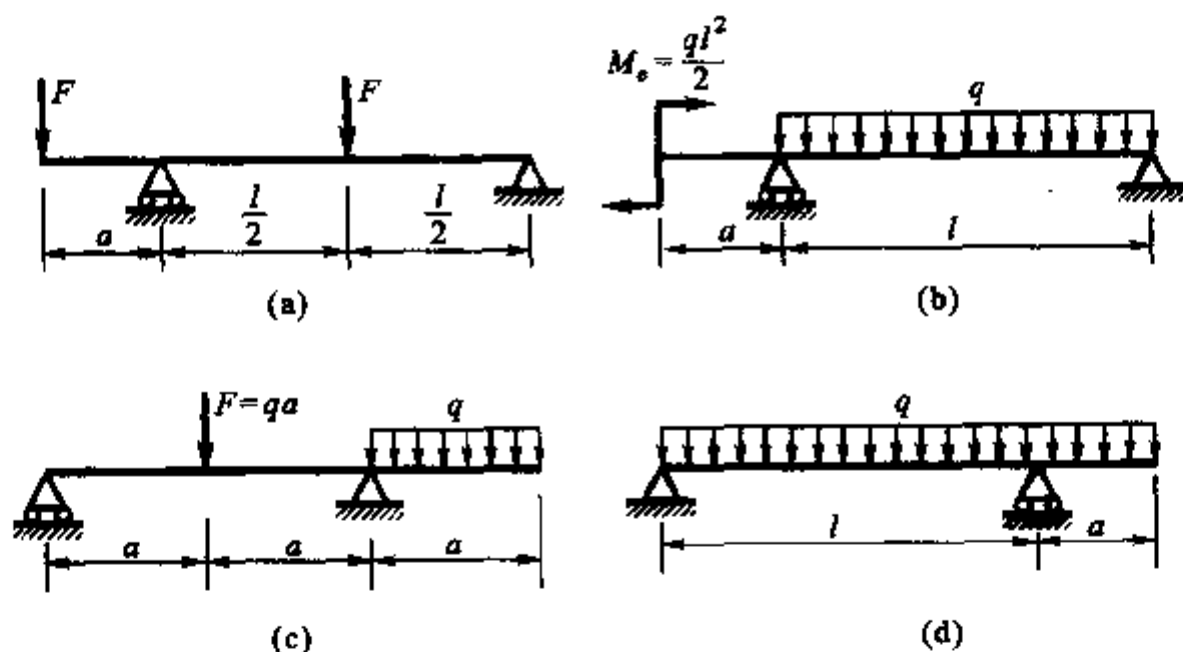 F
F
a
l/2
l/2
(a)
M_e = ql²/2
q
a
l
(b)
F=qa
q
a
a
a
(c)
q
l
a
(d)